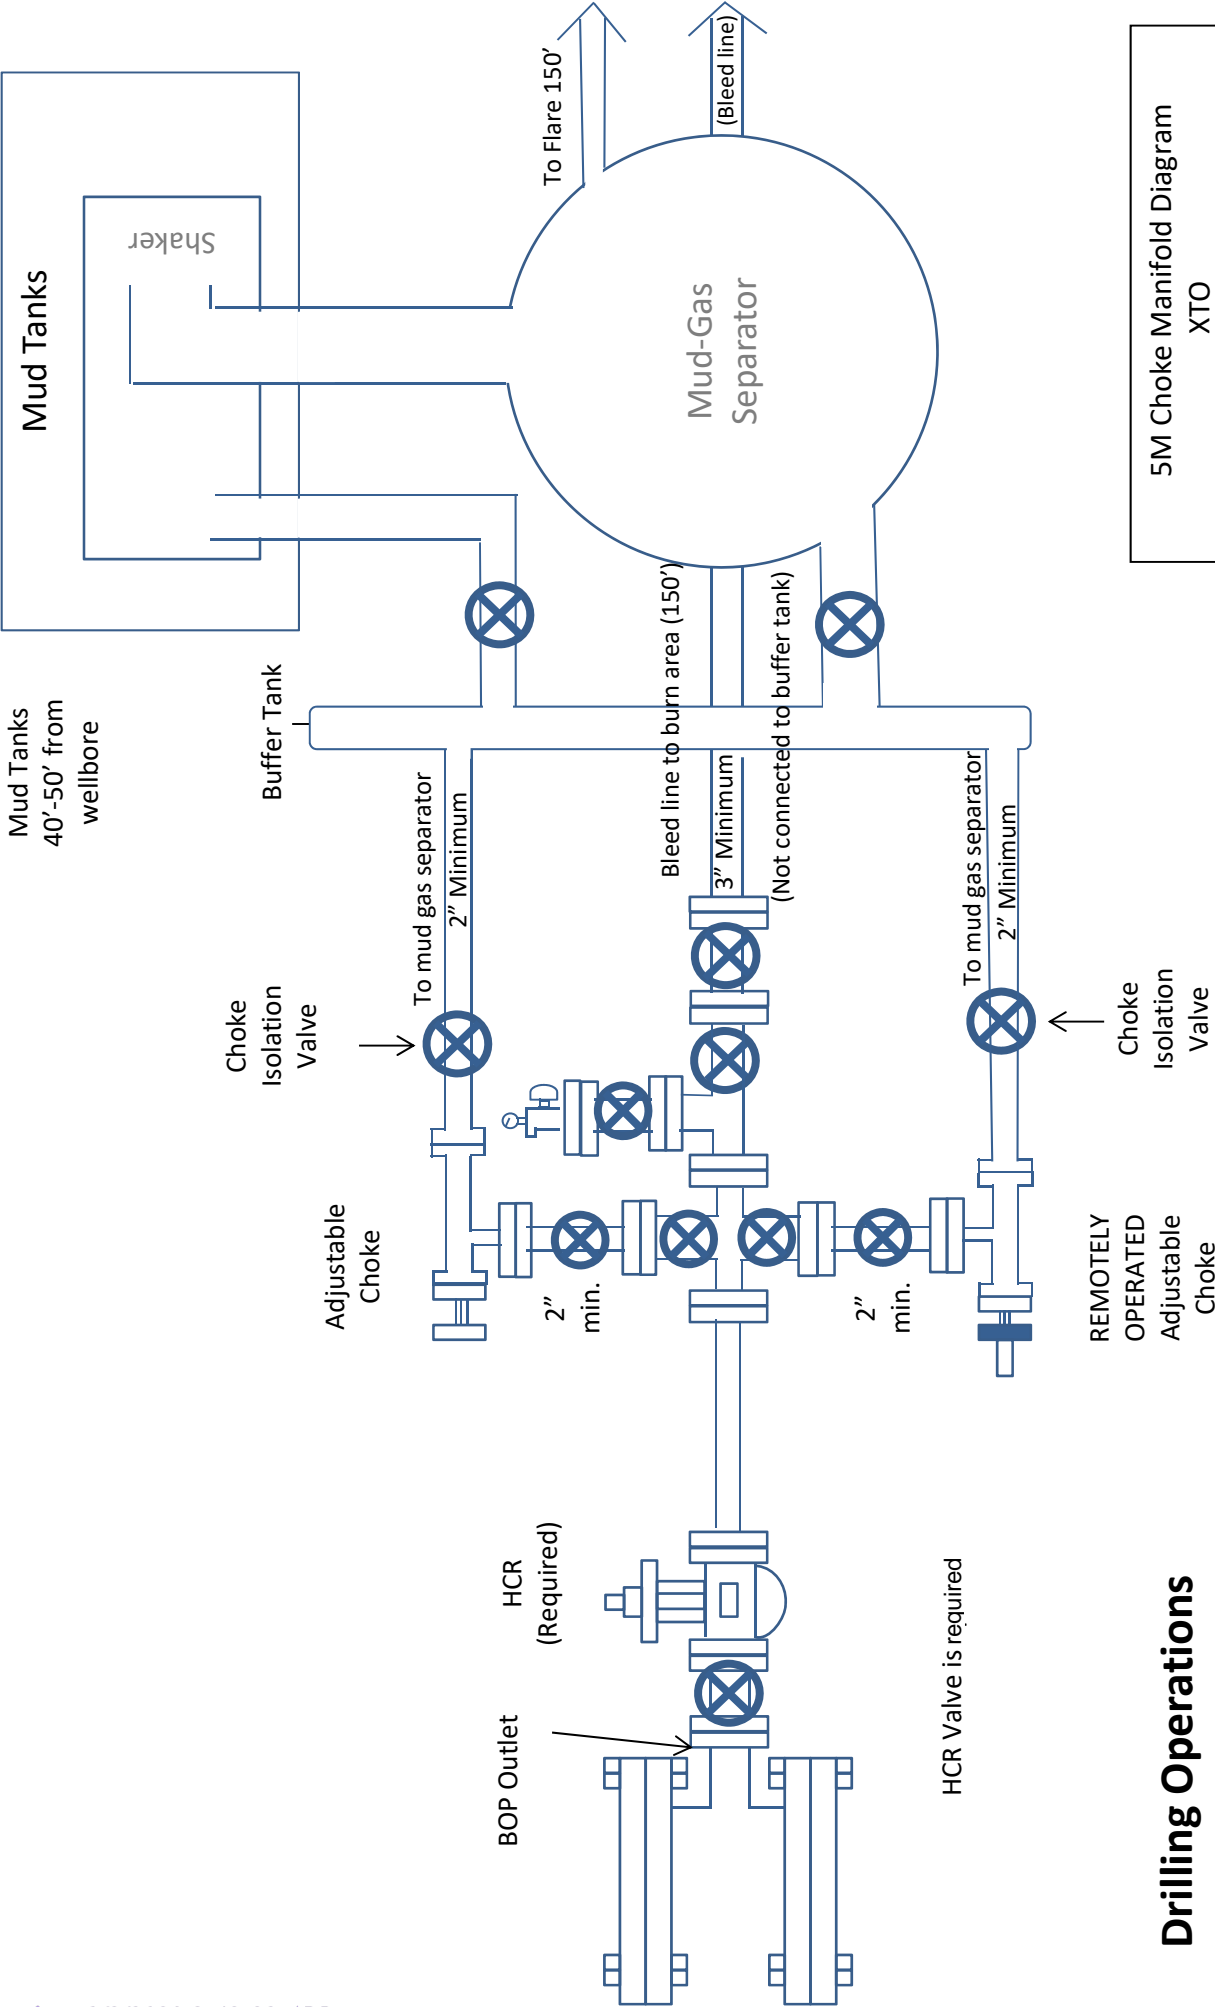 Mud Tanks
Shaker
To Flare 150’
(Bleed line)
Mud-Gas
Separator
5M Choke Manifold Diagram
XTO
Mud Tanks
40’-50’ from
wellbore
Buffer Tank
Bleed line to burn area (150’)
3” Minimum
(Not connected to buffer tank)
To mud gas separator
2” Minimum
To mud gas separator
2” Minimum
Choke
Isolation
Valve
Choke
Isolation
Valve
Adjustable
Choke
2”
min.
2”
min.
REMOTELY
OPERATED
Adjustable
Choke
HCR
(Required)
BOP Outlet
HCR Valve is required
Drilling Operations